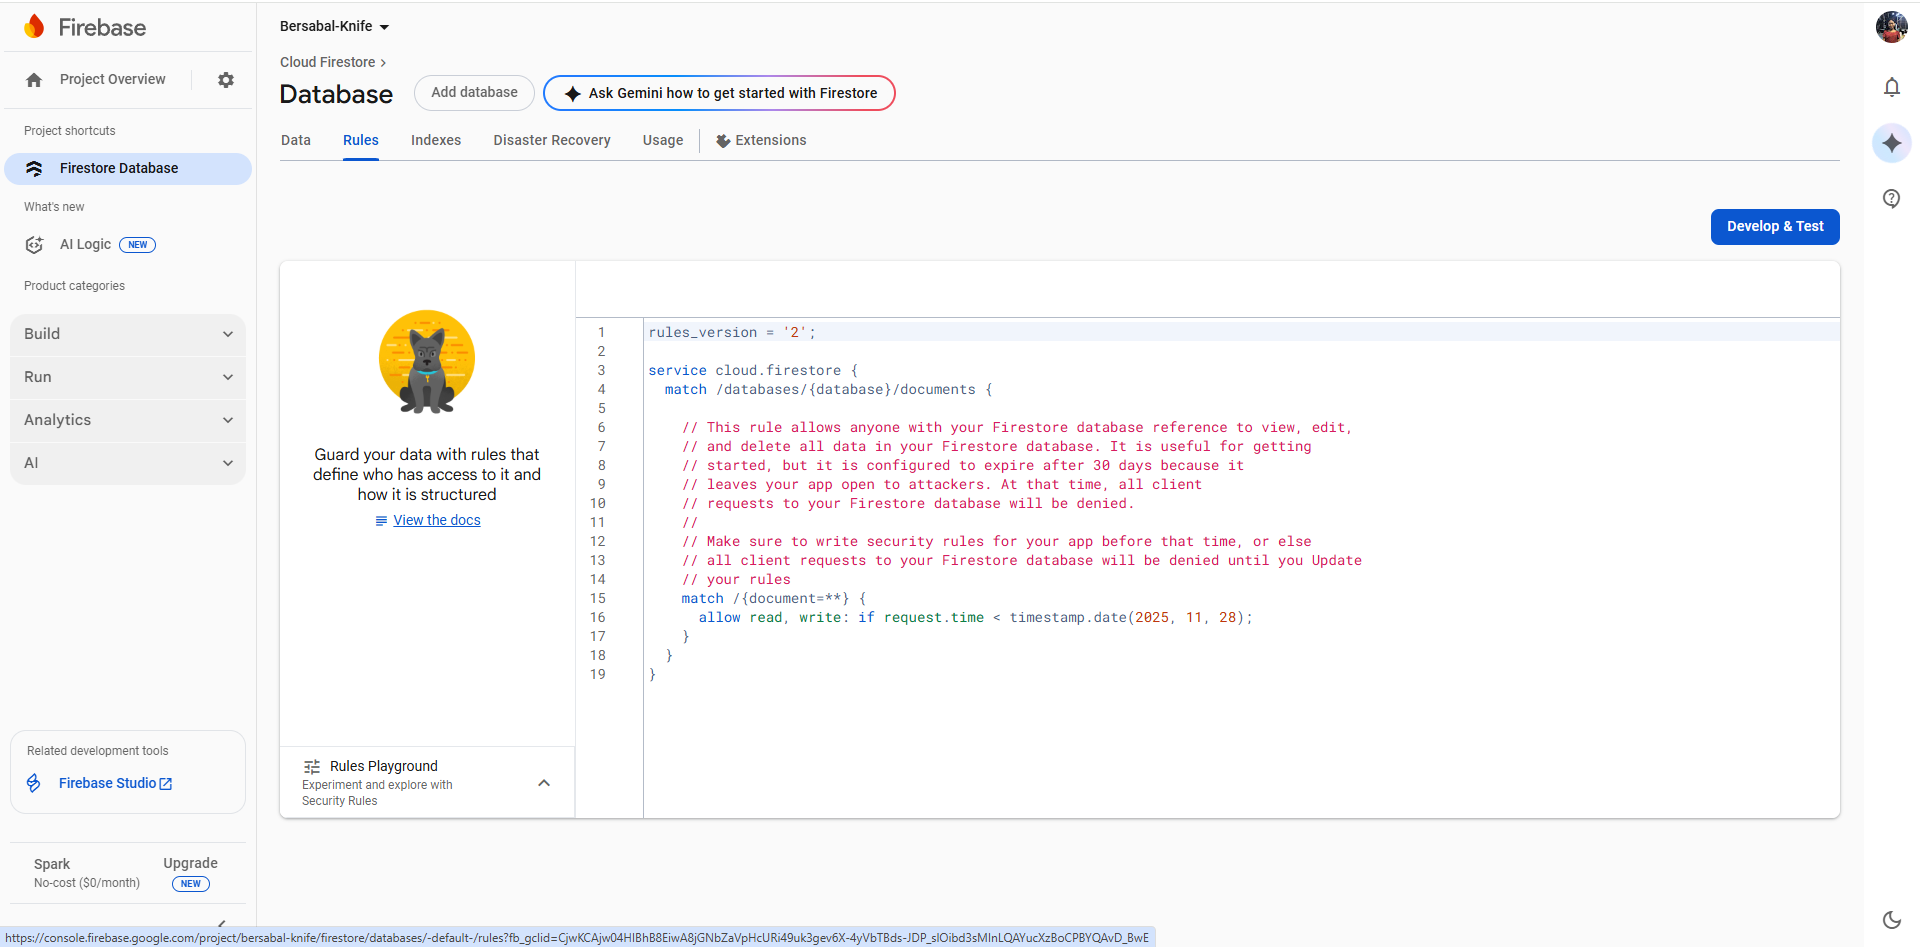 Firebase
Project Overview
Project shortcuts
Firestore Database
What's new
AI Logic NEW
Product categories
Build
Run
Analytics
AI
Related development tools
Firebase Studio
Spark
No-cost ($0/month)
Upgrade
NEW
Bersabal-Knife
Cloud Firestore
Database
Add database
Ask Gemini how to get started with Firestore
Data
Rules
Indexes
Disaster Recovery
Usage
Extensions
Develop & Test
Guard your data with rules that
define who has access to it and
how it is structured
View the docs
Rules Playground
Experiment and explore with
Security Rules
1 rules_version = '2';
2
3 service cloud.firestore {
4 match /databases/{database}/documents {
5
6 // This rule allows anyone with your Firestore database reference to view, edit,
7 // and delete all data in your Firestore database. It is useful for getting
8 // started, but it is configured to expire after 30 days because it
9 // leaves your app open to attackers. At that time, all client
10 // requests to your Firestore database will be denied.
11 //
12 // Make sure to write security rules for your app before that time, or else
13 // all client requests to your Firestore database will be denied until you Update
14 // your rules
15 match /{document=**} {
16 allow read, write: if request.time < timestamp.date(2025, 11, 28);
17 }
18 }
19 }
https://console.firebase.google.com/project/bersabal-knife/firestore/databases/-default-/rules?fb_gclid=CjwKCAjw04HIBhB8EiwA8jGNbZaVpHcURi49uk3gev6X-4yVbTBds-JDP_slOibd3sMInLQAYucXzBoCPBYQAvD_BwE